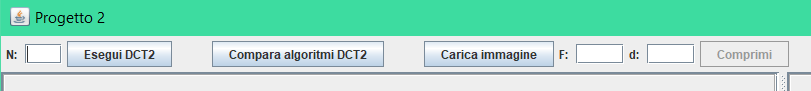 Progetto 2
N: Esegui DCT2 Compara algoritmi DCT2 Carica immagine F: d: Comprimi